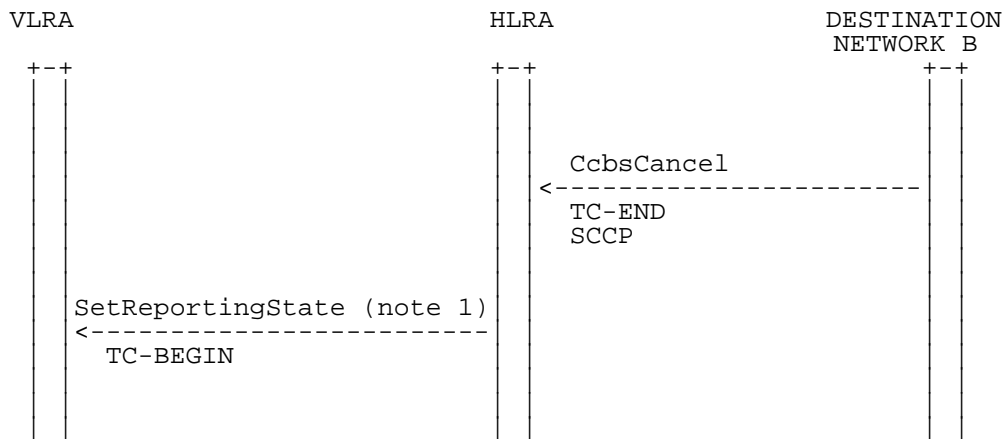 VLRA HLRA DESTINATION
NETWORK B
CcbsCancel
TC-END
SCCP
SetReportingState (note 1)
TC-BEGIN